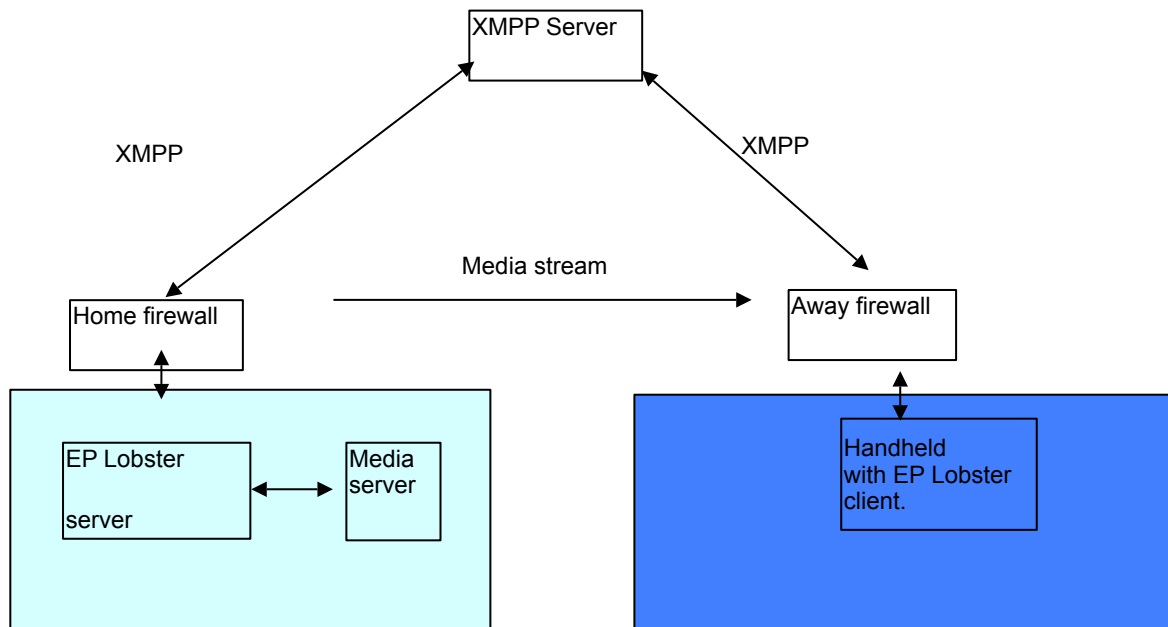 XMPP Server
XMPP
XMPP
Media stream
Home firewall
Away firewall
EP Lobster
server
Media
server
Handheld
with EP Lobster
client.